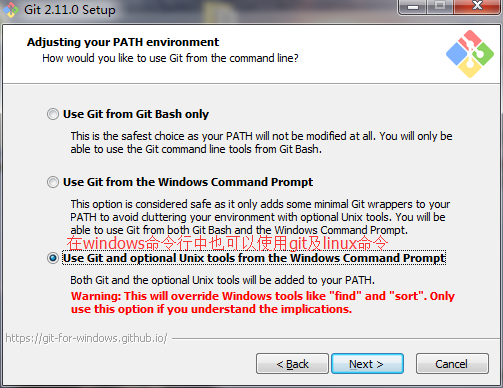 Git 2.11.0 Setup
Adjusting your PATH environment
How would you like to use Git from the command line?
Use Git from Git Bash only
This is the safest choice as your PATH will not be modified at all. You will only be
able to use the Git command line tools from Git Bash.
Use Git from the Windows Command Prompt
This option is considered safe as it only adds some minimal Git wrappers to your
PATH to avoid cluttering your environment with optional Unix tools. You will be
able to use Git from both Git Bash and the Windows Command Prompt.
在windows命令行中也可以使用git及linux命令
Use Git and optional Unix tools from the Windows Command Prompt
Both Git and the optional Unix tools will be added to your PATH.
Warning: This will override Windows tools like "find" and "sort". Only
use this option if you understand the implications.
https://git-for-windows.github.io/
< Back Next > Cancel